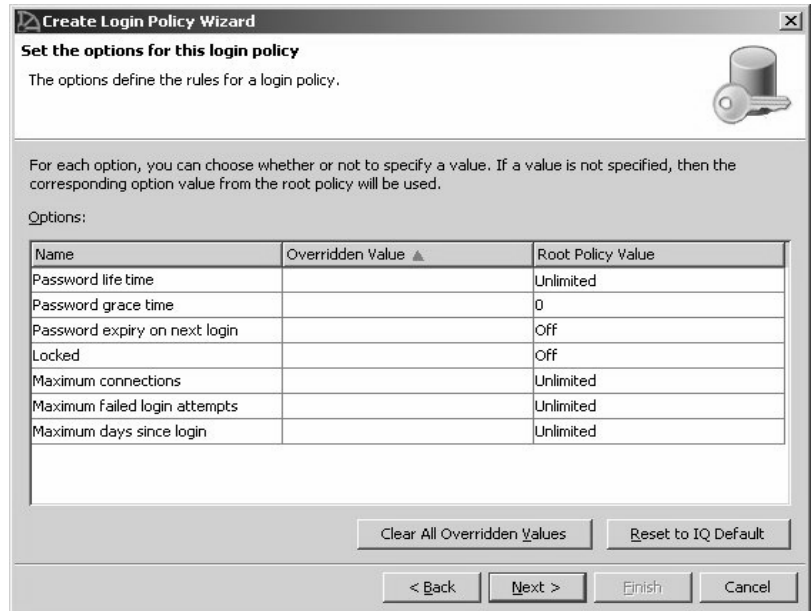 Create Login Policy Wizard
Set the options for this login policy
The options define the rules for a login policy.
For each option, you can choose whether or not to specify a value. If a value is not specified, then the
corresponding option value from the root policy will be used.
Options:
Name Overridden Value Root Policy Value
Password life time Unlimited
Password grace time 0
Password expiry on next login Off
Locked Off
Maximum connections Unlimited
Maximum failed login attempts Unlimited
Maximum days since login Unlimited
Clear All Overridden Values Reset to IQ Default
< Back Next > Finish Cancel